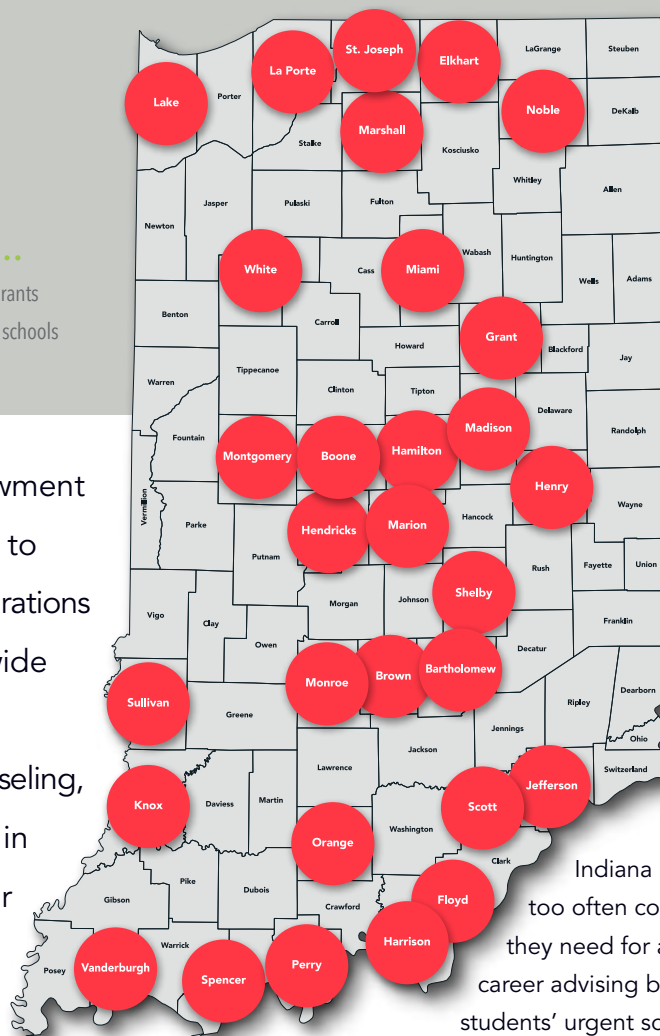 St. Joseph
LaGrange
Steuben
Elkhart
La Porte
Porter
Lake
Noble
DeKalb
Marshall
Stalke
Kosciusko
Whitley
Allen
Jasper
Pulaski
Fulton
Newton
Wabash
Huntington
White
Cass
Miami
Wells
Adams
rants
Benton
Carroll
schools
Grant
Howard
Blackford
Jay
Tippecanoe
Warren
Clinton
Tipton
Delaware
Madison
Randolph
Fountain
Hamilton
Montgomery
Boone
wment
Henry
Vermillion
Wayne
Parke
Hendricks
Marion
Hancock
to
Putnam
Rush
Fayette
Union
Shelby
rations
Morgan
Johnson
Vigo
Clay
Franklin
Owen
Decatur
vide
Monroe
Brown
Bartholomew
Dearborn
Sullivan
Ripley
Greene
Jennings
Ohio
Jackson
Lawrence
Switzerland
seling,
Jefferson
Knox
Daviess
Martin
Scott
Washington
in
Orange
Clark
Indiana
Pike
Dubois
r
Gibson
Crawford
Floyd
too often co
Harrison
they need for a
Warrick
Posey
Vanderburgh
Spencer
Perry
career advising b
students’ urgent so